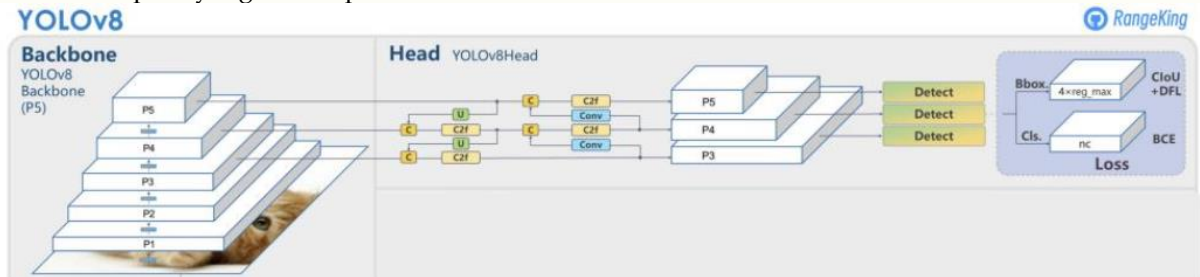 YOLOv8
RangeKing
Backbone
YOLOv8
Backbone
(P5)
P5
P4
P3
P2
P1
Head YOLOv8Head
C C2f
U Conv
C C2f C C2f
U Conv
C C2f
P5
P4
P3
Detect
Detect
Detect
Bbox. 4×reg_max CIoU
+DFL
Cls. nc BCE
Loss